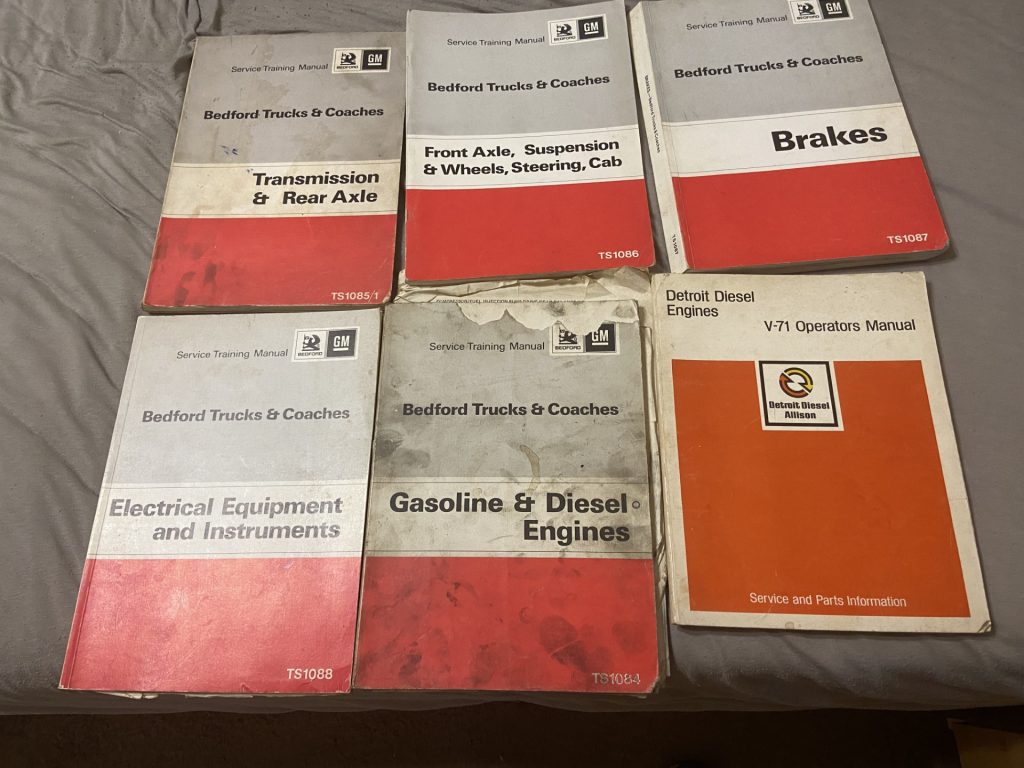 Service Training Manual
BEDFORD
GM
Bedford Trucks & Coaches
Transmission
& Rear Axle
TS1085/1
Service Training Manual
BEDFORD
GM
Bedford Trucks & Coaches
Front Axle, Suspension
& Wheels, Steering, Cab
TS1086
Service Training Manual
BEDFORD
GM
Bedford Trucks & Coaches
Brakes
TS1087
Service Training Manual
BEDFORD
GM
Bedford Trucks & Coaches
Electrical Equipment
and Instruments
TS1088
Service Training Manual
BEDFORD
GM
Bedford Trucks & Coaches
Gasoline & Diesel
Engines
TS1084
Detroit Diesel
Engines
V-71 Operators Manual
Detroit Diesel
Allison
Service and Parts Information